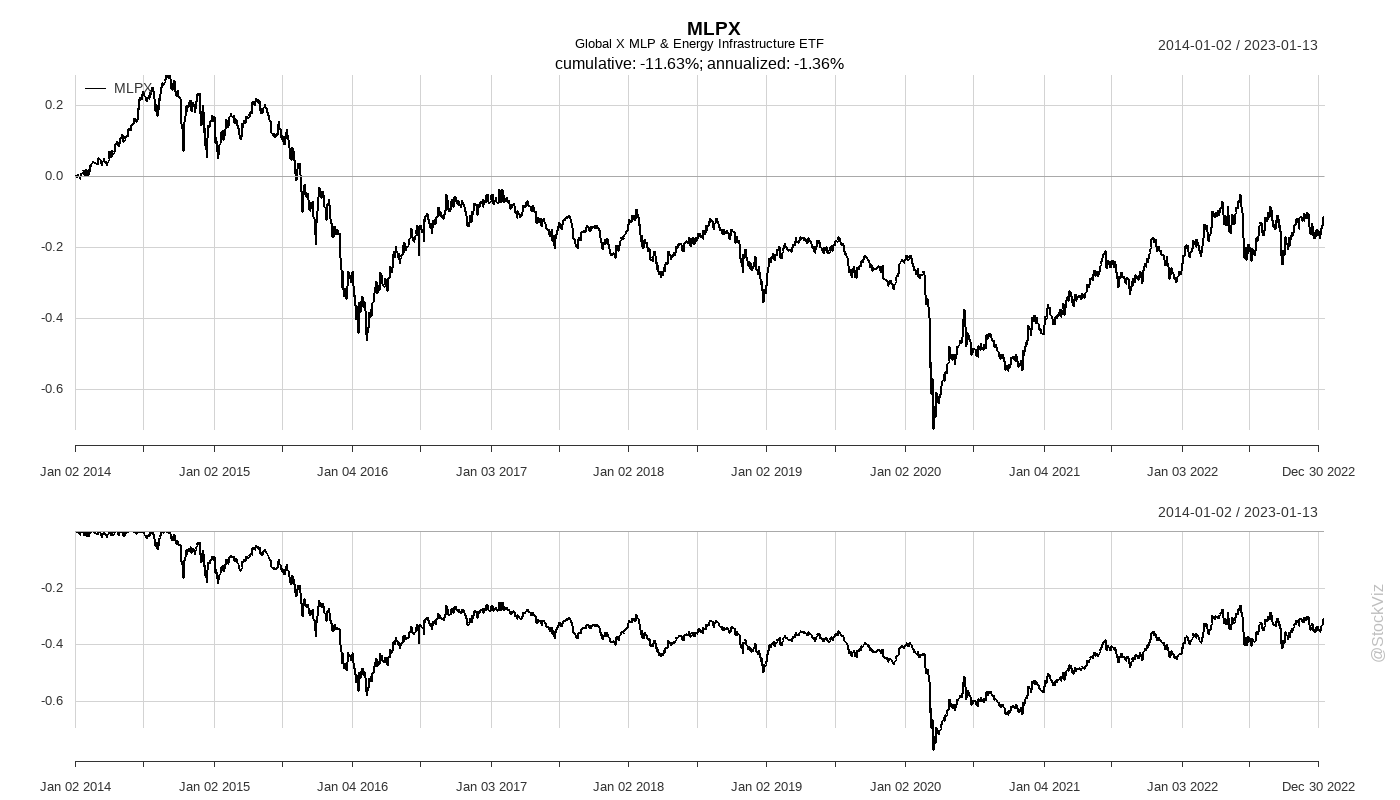 MLPX
Global X MLP & Energy Infrastructure ETF
cumulative: -11.63%; annualized: -1.36%
2014-01-02 / 2023-01-13
MLPX
0.2
0.0
-0.2
-0.4
-0.6
Jan 02 2014 Jan 02 2015 Jan 04 2016 Jan 03 2017 Jan 02 2018 Jan 02 2019 Jan 02 2020 Jan 04 2021 Jan 03 2022 Dec 30 2022
2014-01-02 / 2023-01-13
-0.2
-0.4
-0.6
Jan 02 2014 Jan 02 2015 Jan 04 2016 Jan 03 2017 Jan 02 2018 Jan 02 2019 Jan 02 2020 Jan 04 2021 Jan 03 2022 Dec 30 2022
@StockViz